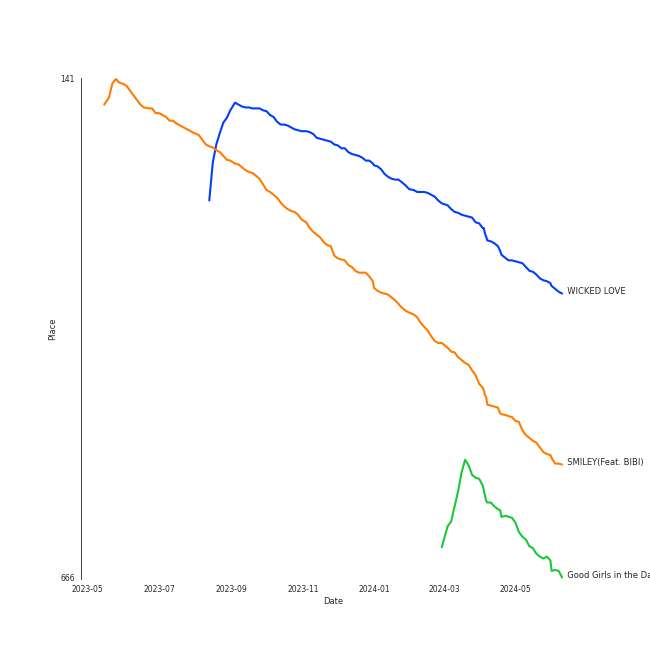 141
WICKED LOVE
Place
SMILEY(Feat. BIBI)
Good Girls in the
666
2023-05 2023-07 2023-09 2023-11 2024-01 2024-03 2024-05
Date